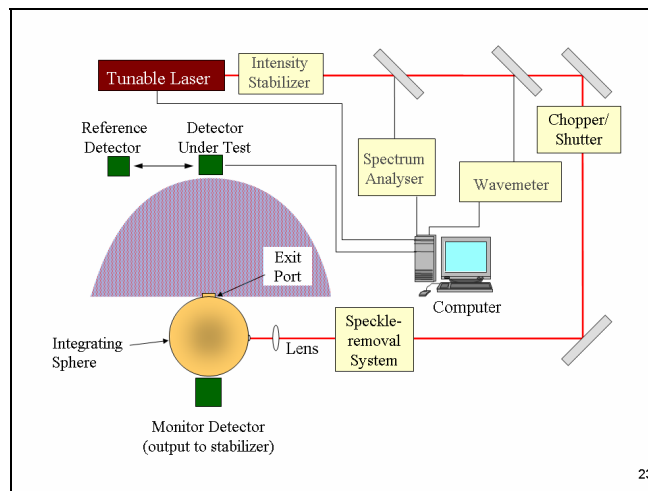 Tunable Laser
Intensity
Stabilizer
Chopper/
Shutter
Reference
Detector
Detector
Under Test
Spectrum
Analyser
Wavemeter
Exit
Port
Computer
Integrating
Sphere
Lens
Speckle-
removal
System
Monitor Detector
(output to stabilizer)
23